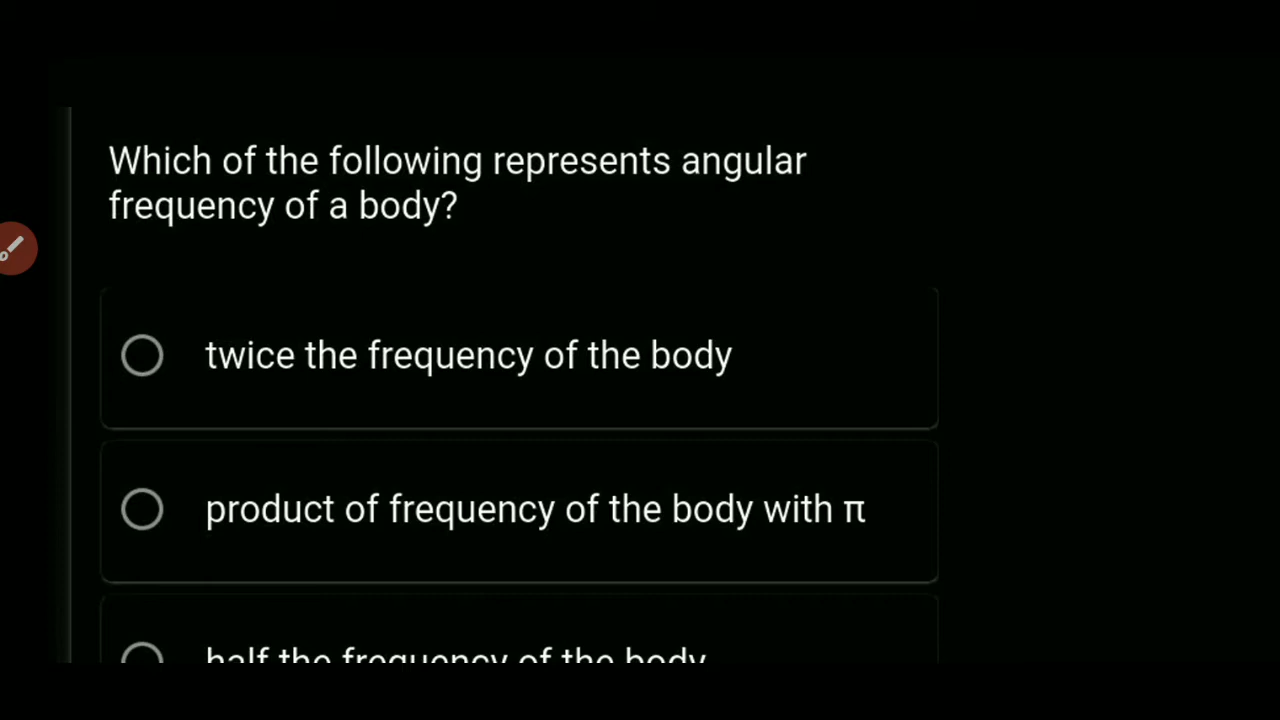 Which of the following represents angular
frequency of a body?
twice the frequency of the body
product of frequency of the body with π
half the frequency of the body